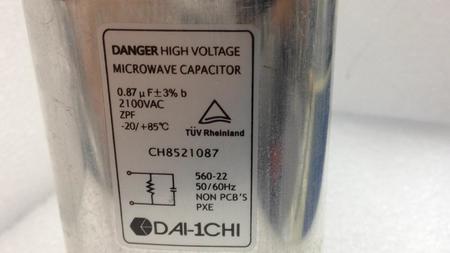 DANGER HIGH VOLTAGE
MICROWAVE CAPACITOR
0.87 µF±3% b
2100VAC
ZPF
-20/+85℃
TÜV Rheinland
CH8521087
560-22
50/60Hz
NON PCB'S
PXE
DAI-1CHI